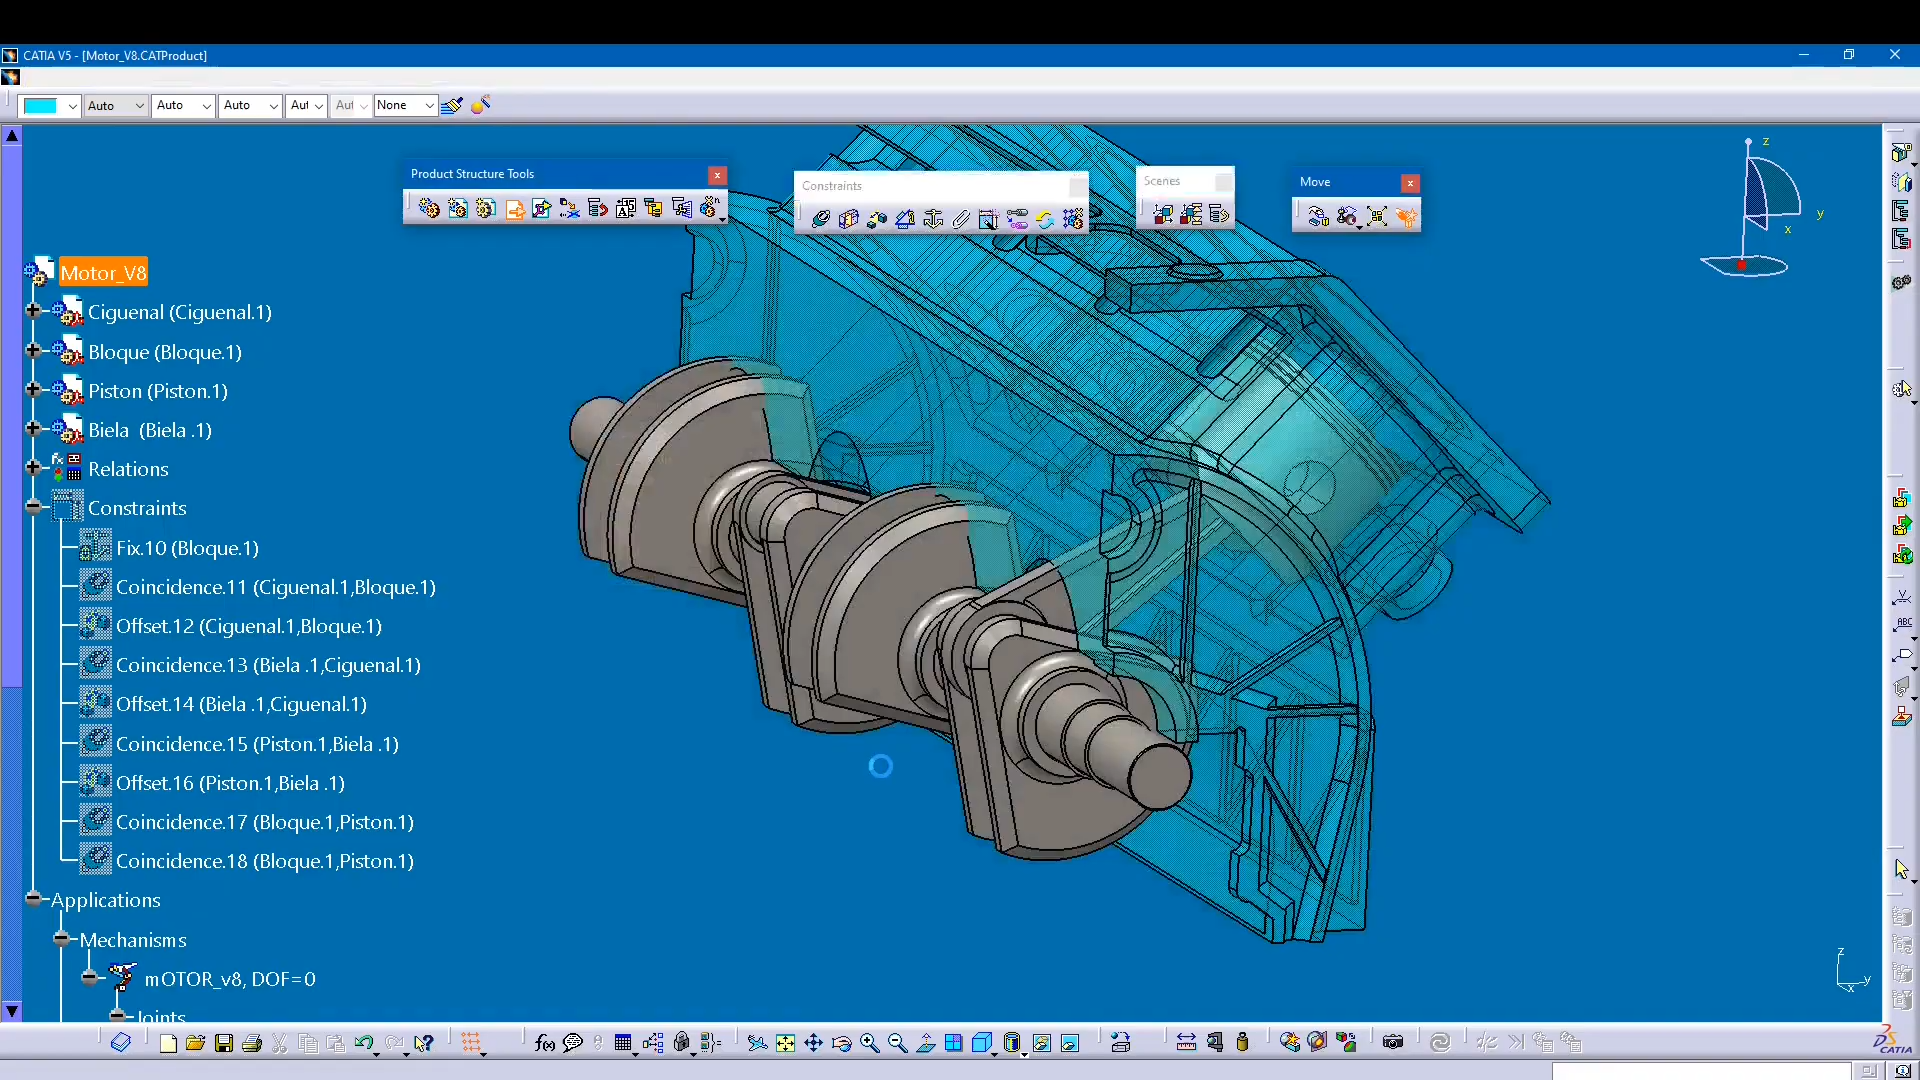 CATIA V5 - [Motor_V8.CATProduct]
Auto Auto Auto Aut Aut None
Product Structure Tools
Constraints
Scenes
Move
z
y
x
Motor_V8
Ciguenal (Ciguenal.1)
Bloque (Bloque.1)
Piston (Piston.1)
Biela  (Biela .1)
Relations
Constraints
Fix.10 (Bloque.1)
Coincidence.11 (Ciguenal.1,Bloque.1)
Offset.12 (Ciguenal.1,Bloque.1)
Coincidence.13 (Biela .1,Ciguenal.1)
Offset.14 (Biela .1,Ciguenal.1)
Coincidence.15 (Piston.1,Biela .1)
Offset.16 (Piston.1,Biela .1)
Coincidence.17 (Bloque.1,Piston.1)
Coincidence.18 (Bloque.1,Piston.1)
Applications
Mechanisms
mOTOR_v8, DOF=0
Joints
ABC
z
y
x
CATIA